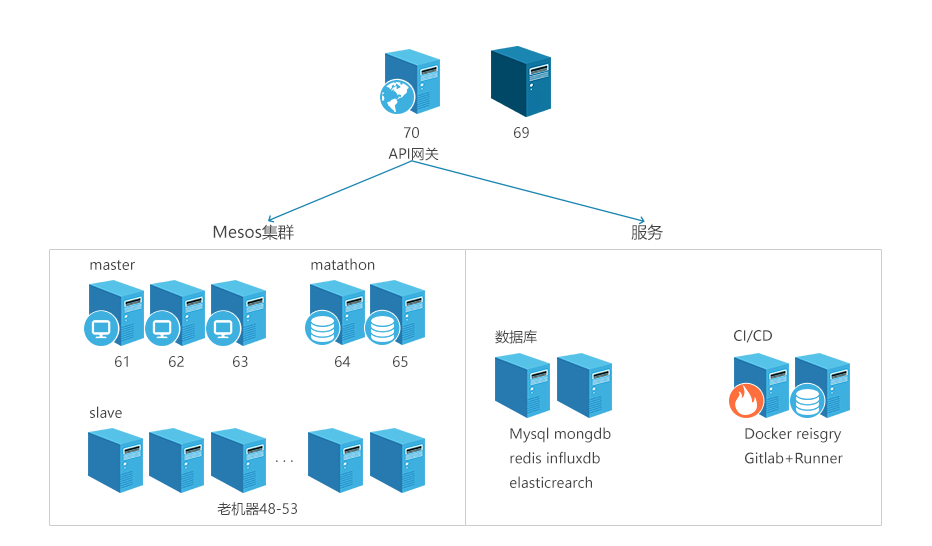 70
69
API网关
Mesos集群
服务
master
matathon
61
62
63
64
65
slave
...
老机器48-53
数据库
Mysql mongdb
redis influxdb
elasticrearch
CI/CD
Docker reisgry
Gitlab+Runner